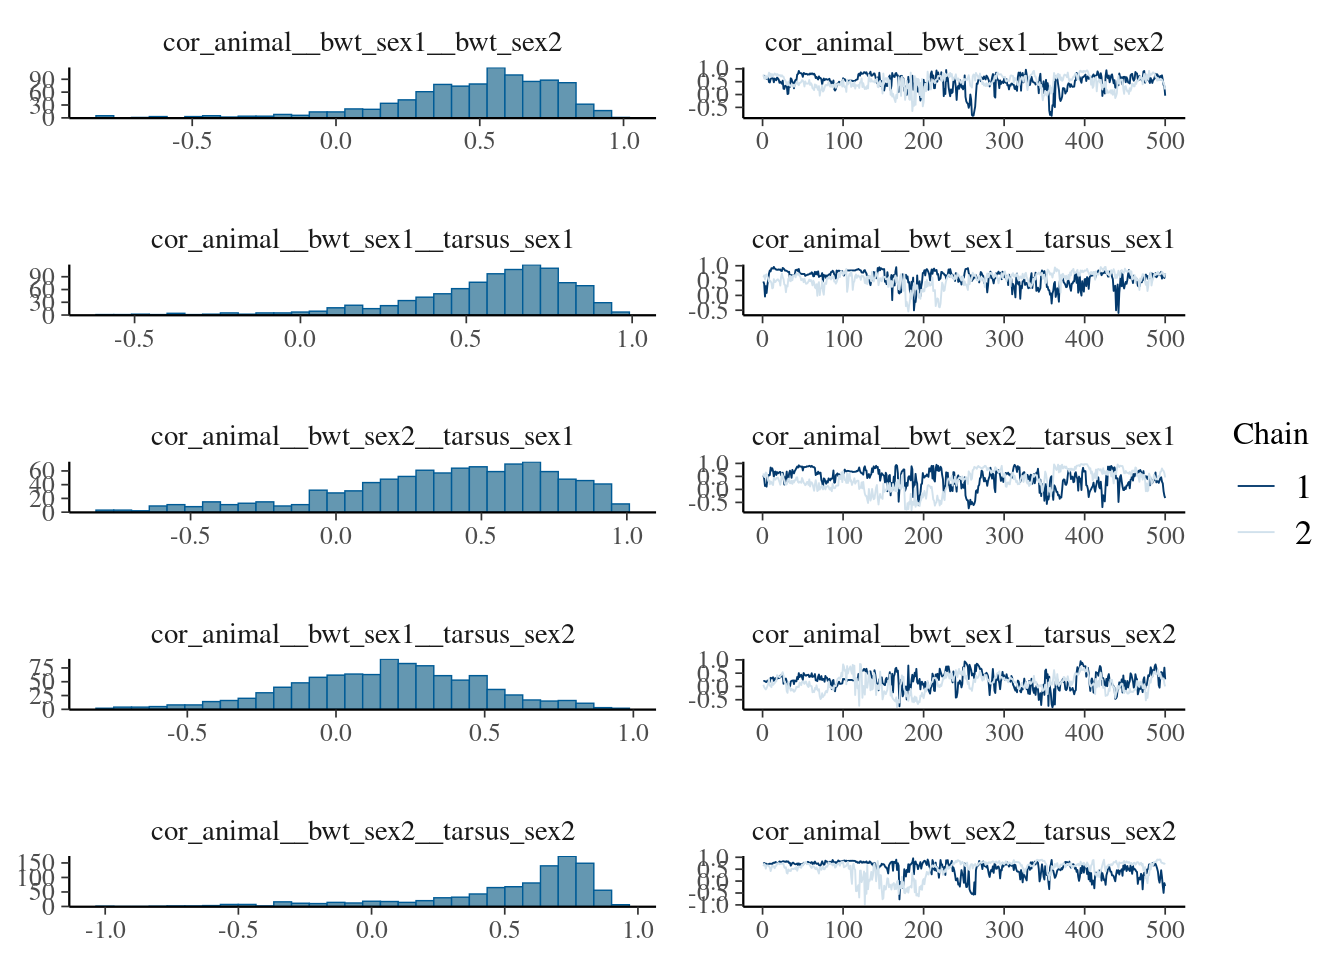 cor_animal__bwt_sex1__bwt_sex2
90
60
30
0
-0.5 0.0 0.5 1.0
cor_animal__bwt_sex1__bwt_sex2
1.0
0.5
0.0
-0.5
0 100 200 300 400 500
cor_animal__bwt_sex1__tarsus_sex1
90
60
30
0
-0.5 0.0 0.5 1.0
cor_animal__bwt_sex1__tarsus_sex1
1.0
0.5
0.0
-0.5
0 100 200 300 400 500
cor_animal__bwt_sex2__tarsus_sex1
60
40
20
0
-0.5 0.0 0.5 1.0
cor_animal__bwt_sex2__tarsus_sex1
1.0
0.5
0.0
-0.5
0 100 200 300 400 500
Chain
1
2
cor_animal__bwt_sex1__tarsus_sex2
75
50
25
0
-0.5 0.0 0.5 1.0
cor_animal__bwt_sex1__tarsus_sex2
1.0
0.5
0.0
-0.5
0 100 200 300 400 500
cor_animal__bwt_sex2__tarsus_sex2
150
100
50
0
-1.0 -0.5 0.0 0.5 1.0
cor_animal__bwt_sex2__tarsus_sex2
1.0
0.5
0.0
-0.5
-1.0
0 100 200 300 400 500